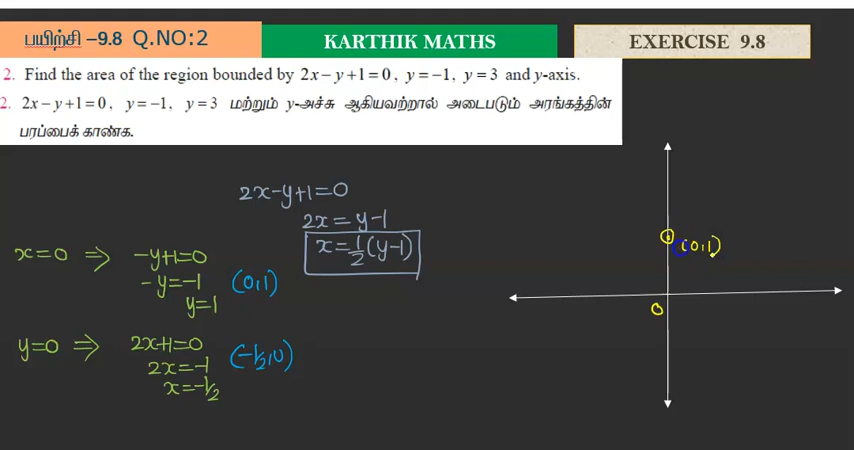 பயிற்சி –9.8 Q.NO:2
KARTHIK MATHS
EXERCISE 9.8
2. Find the area of the region bounded by 2x−y+1=0, y=−1, y=3 and y-axis.
2. 2x−y+1=0, y=−1, y=3 மற்றும் y-அச்சு ஆகியவற்றால் அடைபடும் அரங்கத்தின்
பரப்பைக் காண்க.
2x-y+1=0
2x=y-1
x=1/2(y-1)
x=0 ⇒ -y+1=0
-y=-1 (0,1)
y=1
y=0 ⇒ 2x+1=0
2x=-1 (-1/2,0)
x=-1/2
(0,1)
0